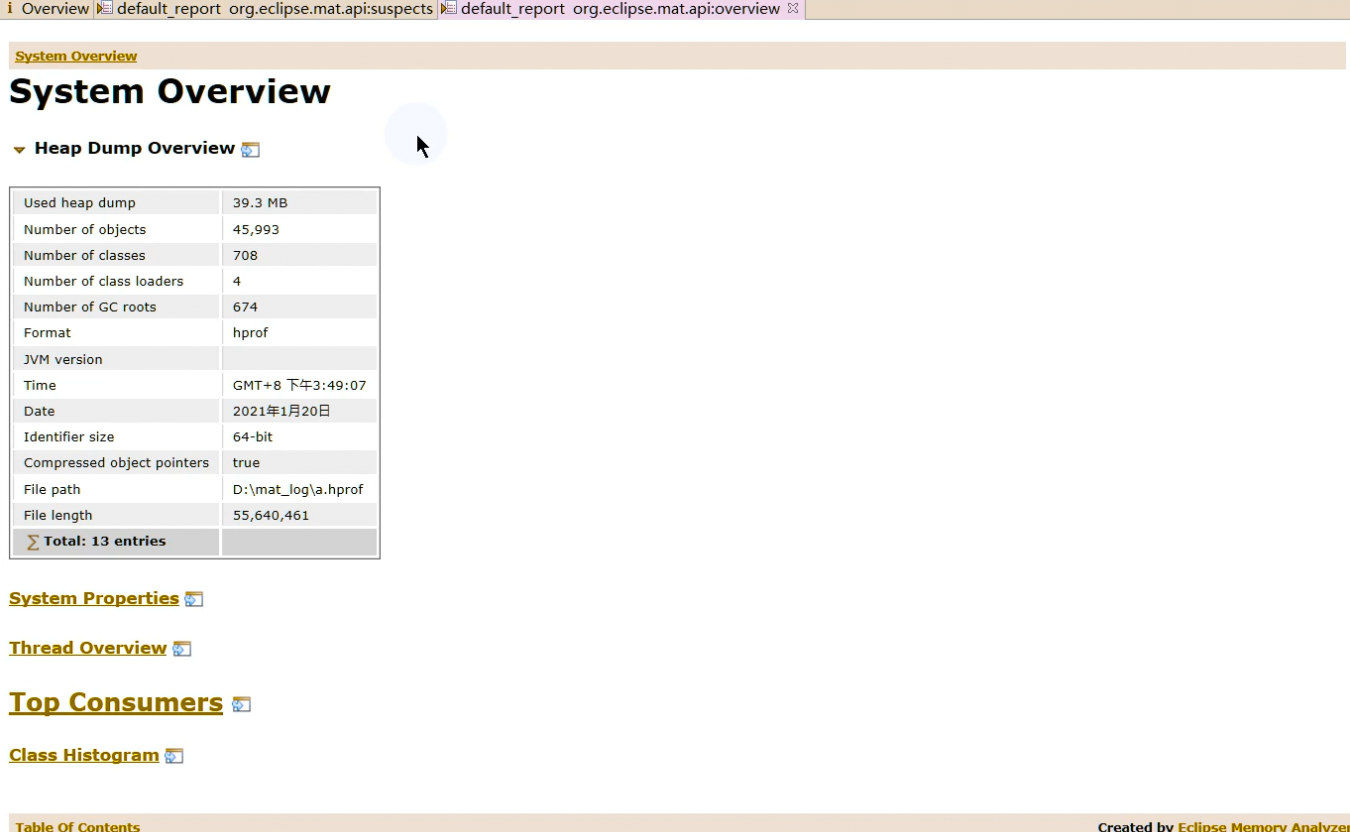 i Overview default_report org.eclipse.mat.api:suspects default_report org.eclipse.mat.api:overview
System Overview
System Overview
Heap Dump Overview
Used heap dump 39.3 MB
Number of objects 45,993
Number of classes 708
Number of class loaders 4
Number of GC roots 674
Format hprof
JVM version
Time GMT+8 下午3:49:07
Date 2021年1月20日
Identifier size 64-bit
Compressed object pointers true
File path D:\mat_log\a.hprof
File length 55,640,461
∑ Total: 13 entries
System Properties
Thread Overview
Top Consumers
Class Histogram
Table Of Contents Created by Eclipse Memory Analyzer